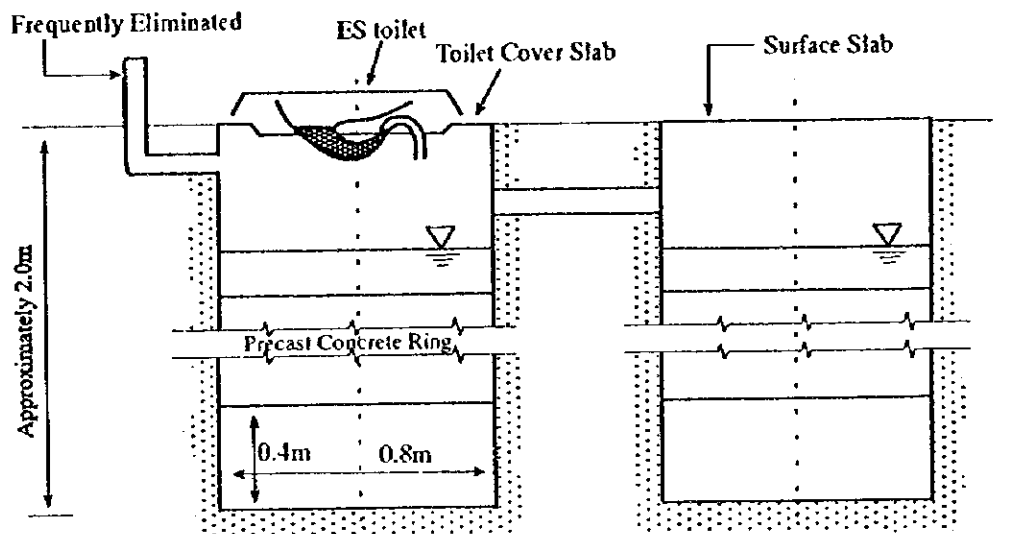 Frequently Eliminated
ES toilet
Toilet Cover Slab
Surface Slab
Approximately 2.0m
Precast Concrete Ring
0.4m
0.8m